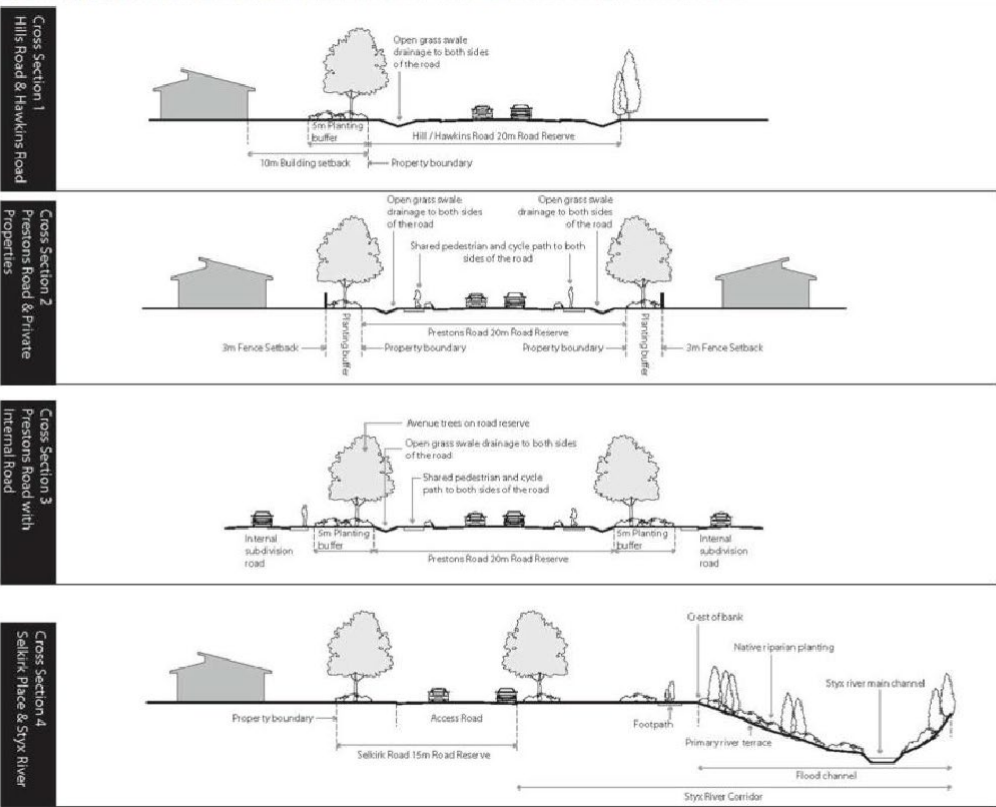 Cross Section 1
Hills Road & Hawkins Road
Open grass swale
drainage to both sides
of the road
5m Planting
buffer
Hill / Hawkins Road 20m Road Reserve
10m Building setback
Property boundary
Cross Section 2
Prestons Road & Private
Properties
Open grass swale
drainage to both sides
of the road
Open grass swale
drainage to both sides
of the road
Shared pedestrian and cycle path to both
sides of the road
Prestons Road 20m Road Reserve
3m Fence Setback
Planting buffer
Property boundary
Property boundary
Planting buffer
3m Fence Setback
Cross Section 3
Prestons Road with
Internal Road
Avenue trees on road reserve
Open grass swale drainage to both sides
of the road
Shared pedestrian and cycle
path to both sides of the road
Internal
subdivision
road
5m Planting
buffer
Prestons Road 20m Road Reserve
5m Planting
buffer
Internal
subdivision
road
Cross Section 4
Selkirk Place & Styx River
Crest of bank
Native riparian planting
Styx river main channel
Property boundary
Access Road
Footpath
Primary river terrace
Selkirk Road 15m Road Reserve
Flood channel
Styx River Corridor